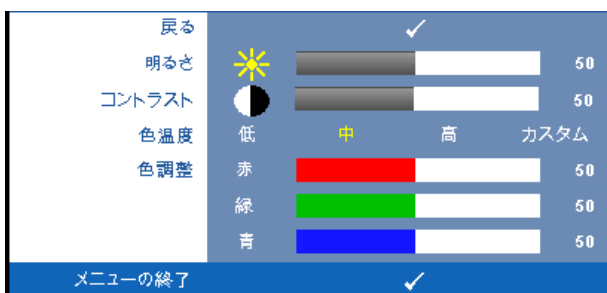 戻る
明るさ 50
コントラスト 50
色温度 低 中 高 カスタム
色調整 赤 50
緑 50
青 50
メニューの終了